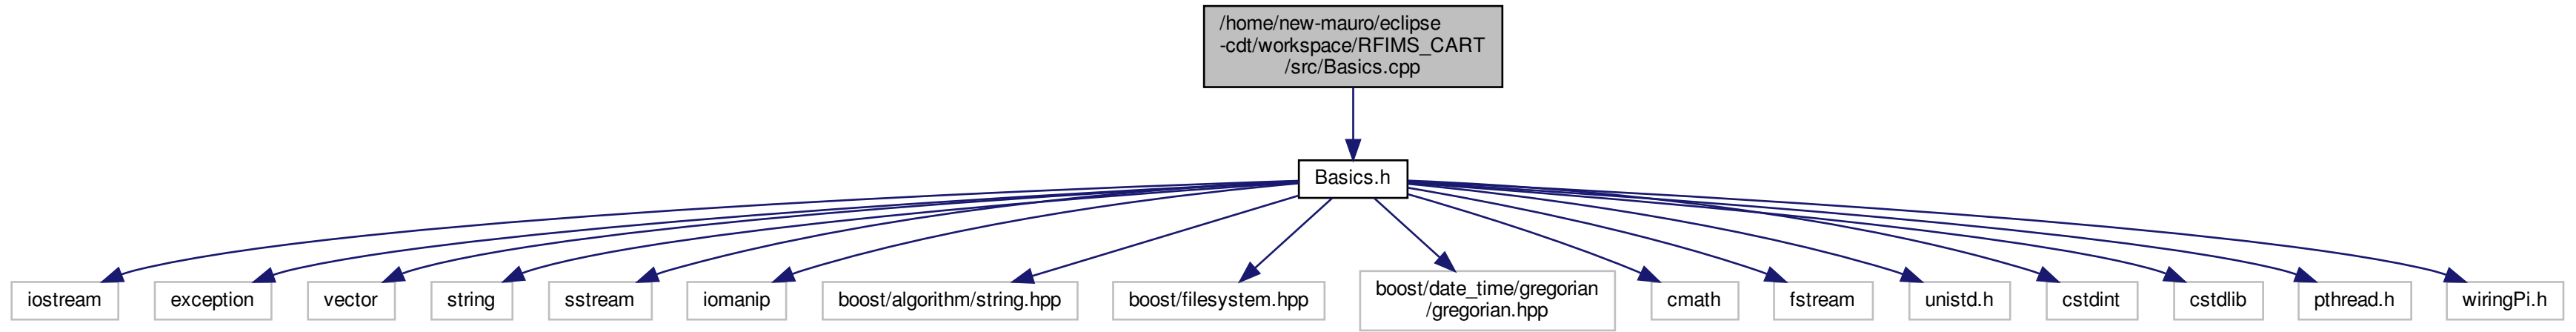 /home/new-mauro/eclipse
-cdt/workspace/RFIMS_CART
/src/Basics.cpp
Basics.h
iostream
exception
vector
string
sstream
iomanip
boost/algorithm/string.hpp
boost/filesystem.hpp
boost/date_time/gregorian
/gregorian.hpp
cmath
fstream
unistd.h
cstdint
cstdlib
pthread.h
wiringPi.h